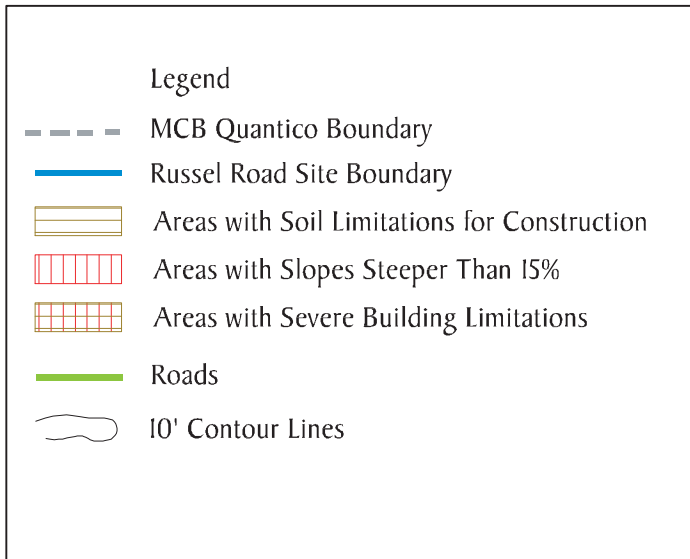 Legend
MCB Quantico Boundary
Russel Road Site Boundary
Areas with Soil Limitations for Construction
Areas with Slopes Steeper Than 15%
Areas with Severe Building Limitations
Roads
10' Contour Lines